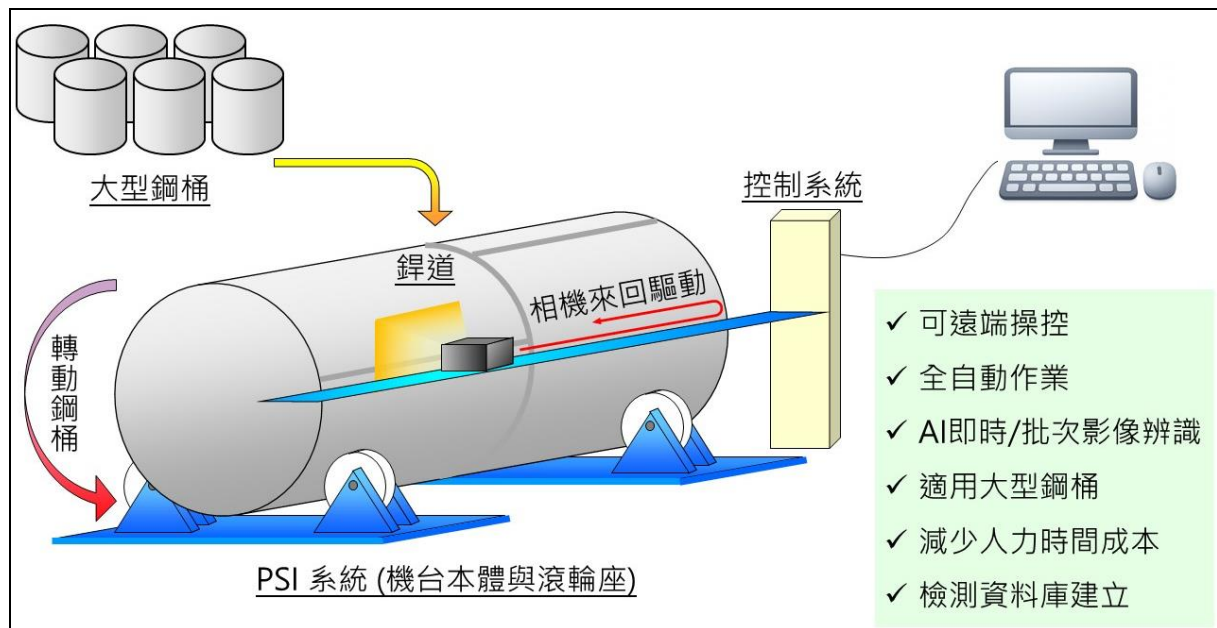 大型鋼桶
控制系統
銲道
相機來回驅動
轉動鋼桶
PSI 系統 (機台本體與滾輪座)
✓ 可遠端操控
✓ 全自動作業
✓ AI即時/批次影像辨識
✓ 適用大型鋼桶
✓ 減少人力時間成本
✓ 檢測資料庫建立